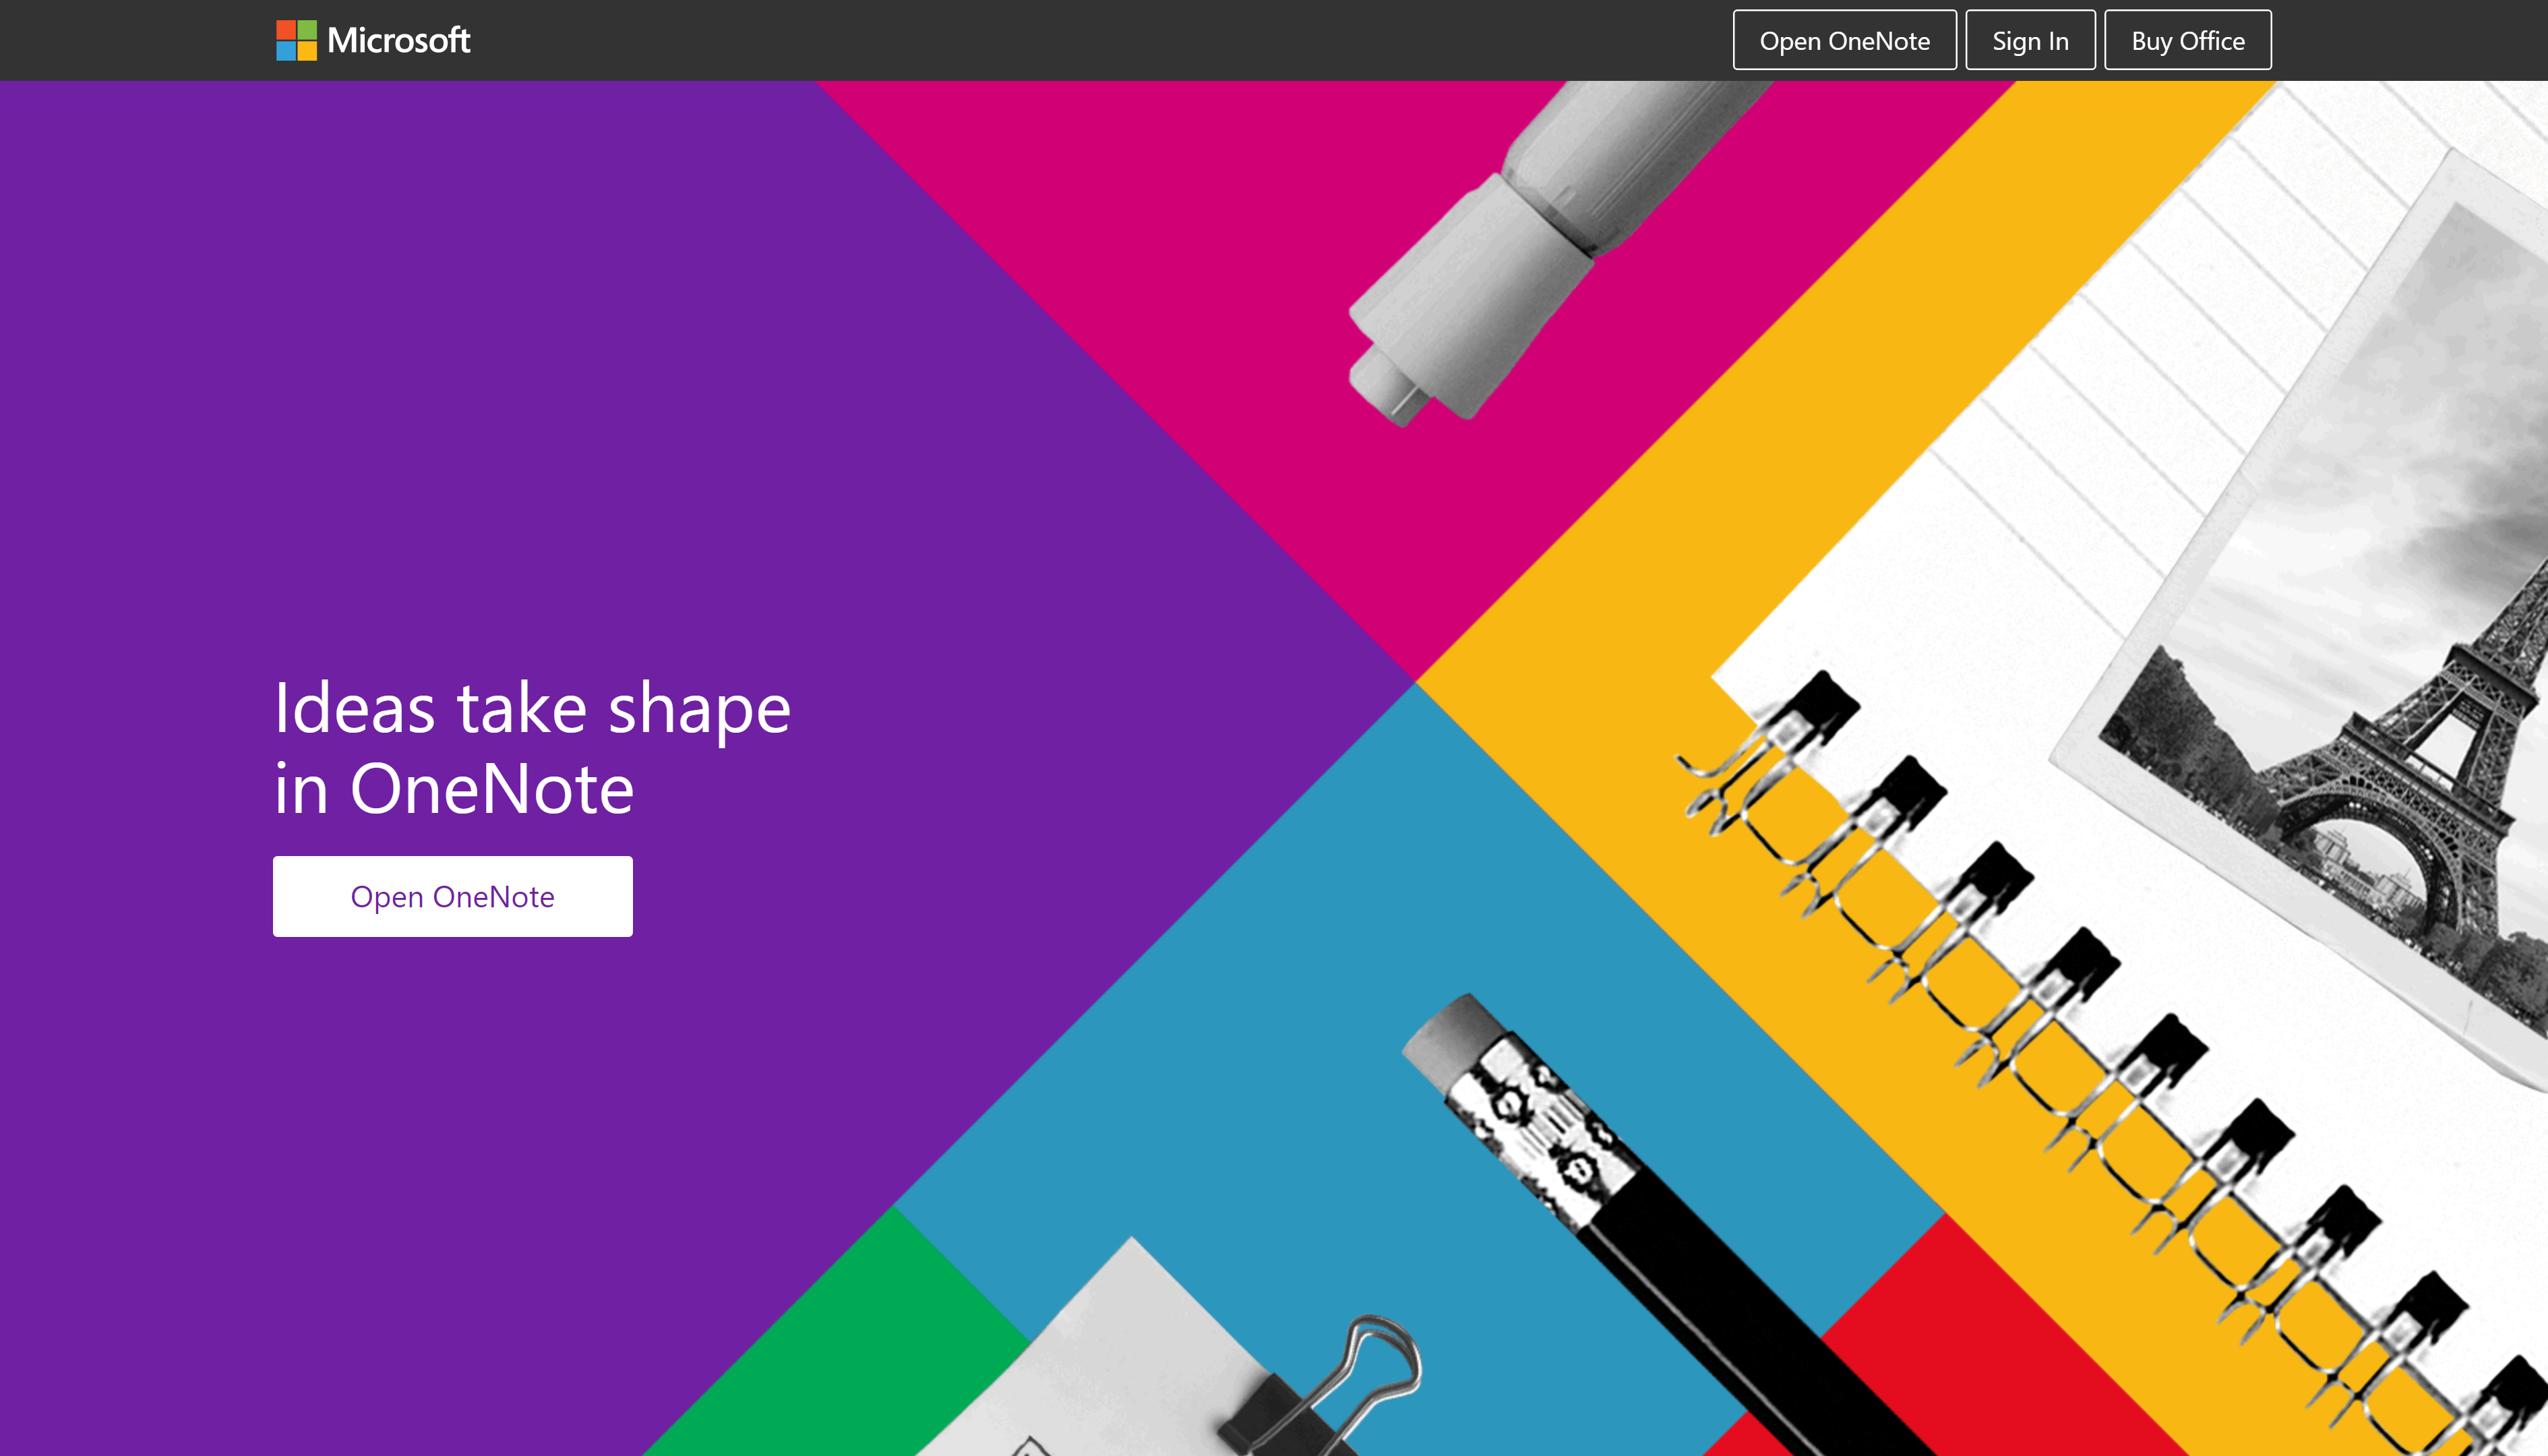 Microsoft
Open OneNote
Sign In
Buy Office
Ideas take shape
in OneNote
Open OneNote